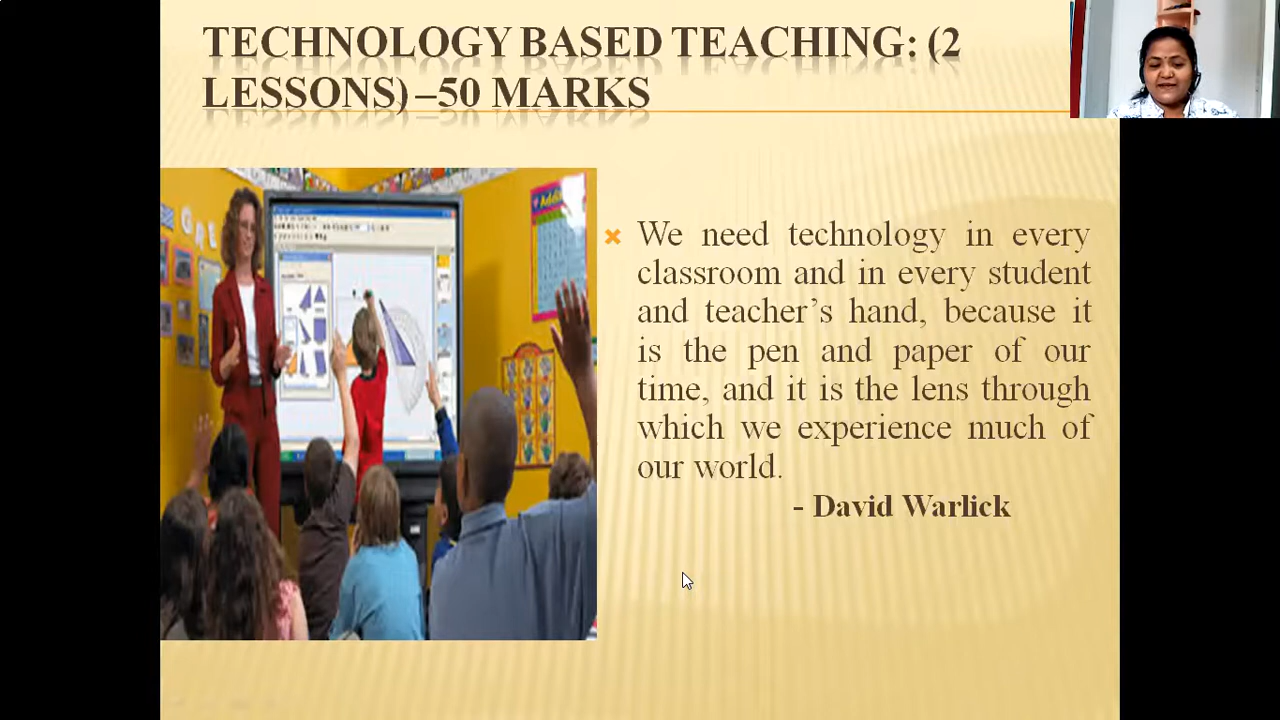 TECHNOLOGY BASED TEACHING: (2
LESSONS) –50 MARKS
We need technology in every
classroom and in every student
and teacher's hand, because it
is the pen and paper of our
time, and it is the lens through
which we experience much of
our world.
- David Warlick